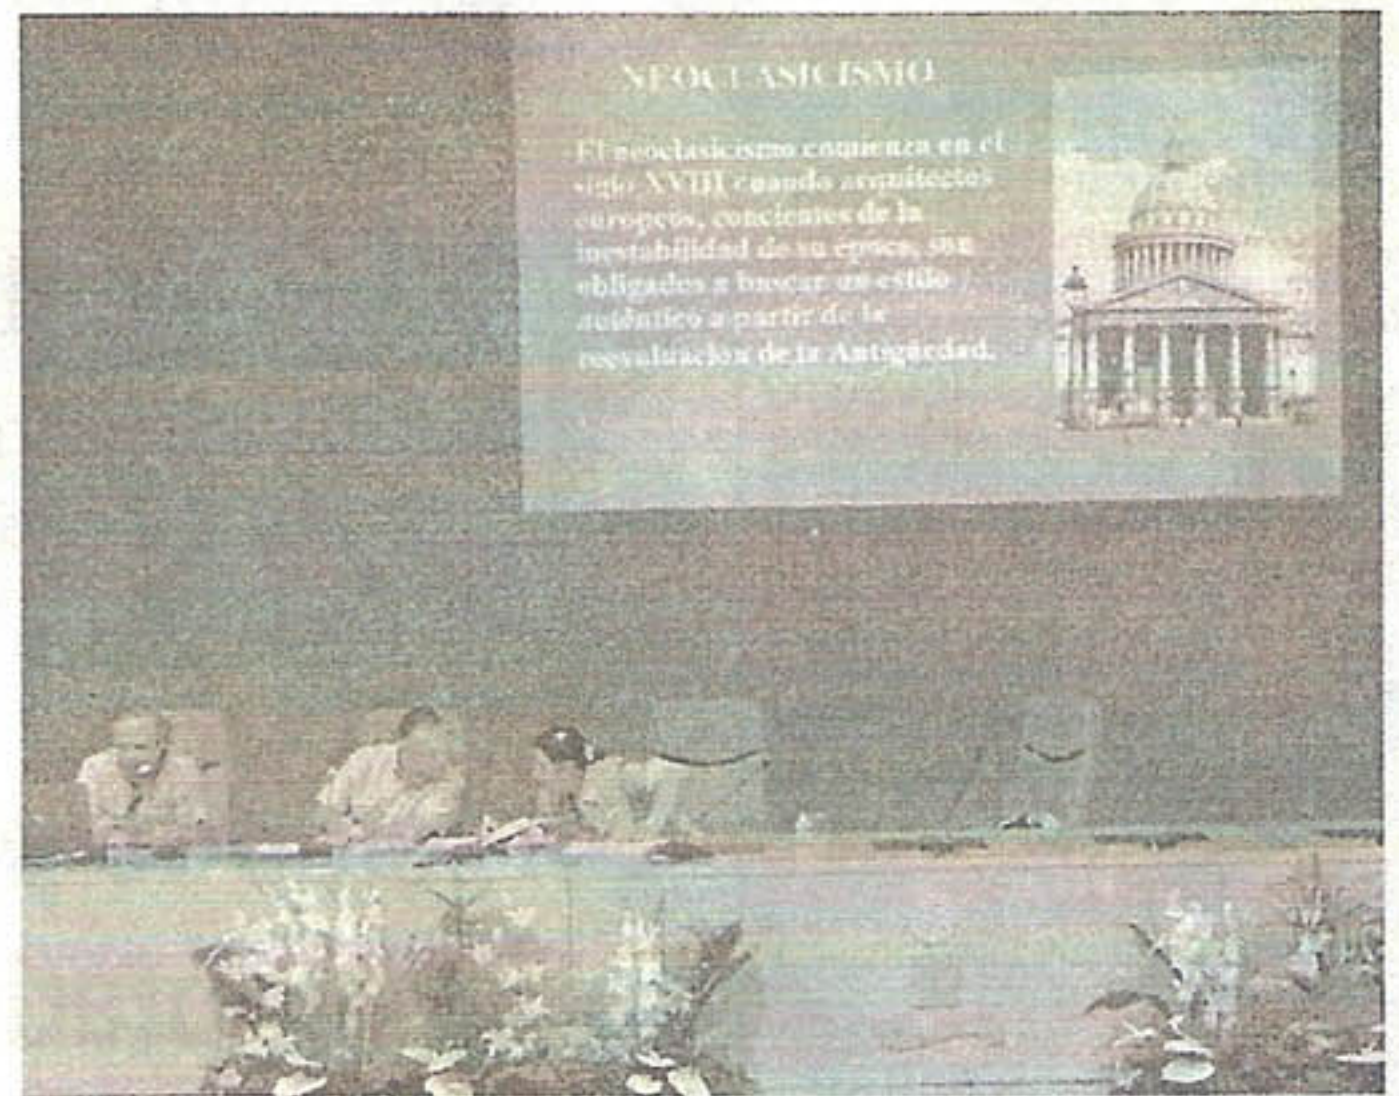 NEOCLASICISMO
El neoclasicismo comienza en el
siglo XVIII cuando arquitectos
europeos, concientes de la
inestabilidad de su época, son
obligados a buscar un estilo
auténtico a partir de la
reevaluación de la Antigüedad.